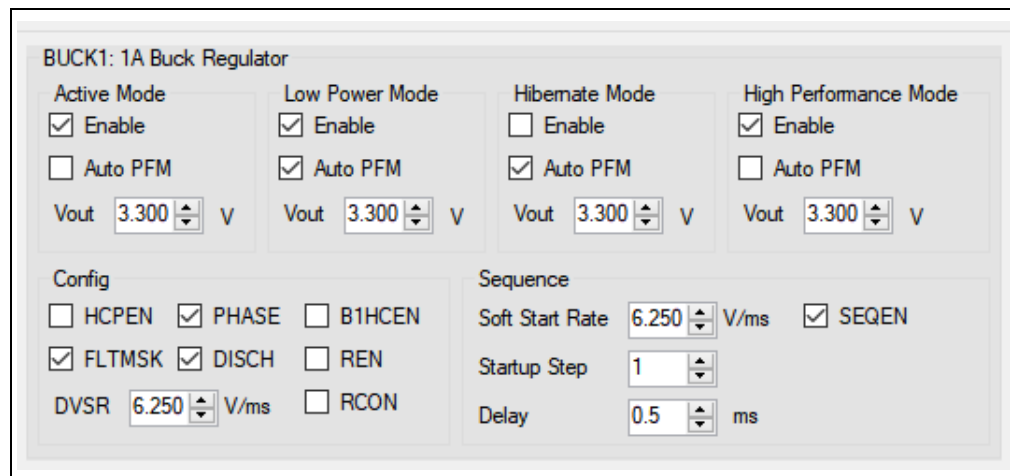 BUCK1: 1A Buck Regulator
Active Mode
Enable
Auto PFM
Vout 3.300 V
Low Power Mode
Enable
Auto PFM
Vout 3.300 V
Hibernate Mode
Enable
Auto PFM
Vout 3.300 V
High Performance Mode
Enable
Auto PFM
Vout 3.300 V
Config
HCPEN PHASE B1HCEN
FLTMSK DISCH REN
DVSR 6.250 V/ms RCON
Sequence
Soft Start Rate 6.250 V/ms SEQEN
Startup Step 1
Delay 0.5 ms